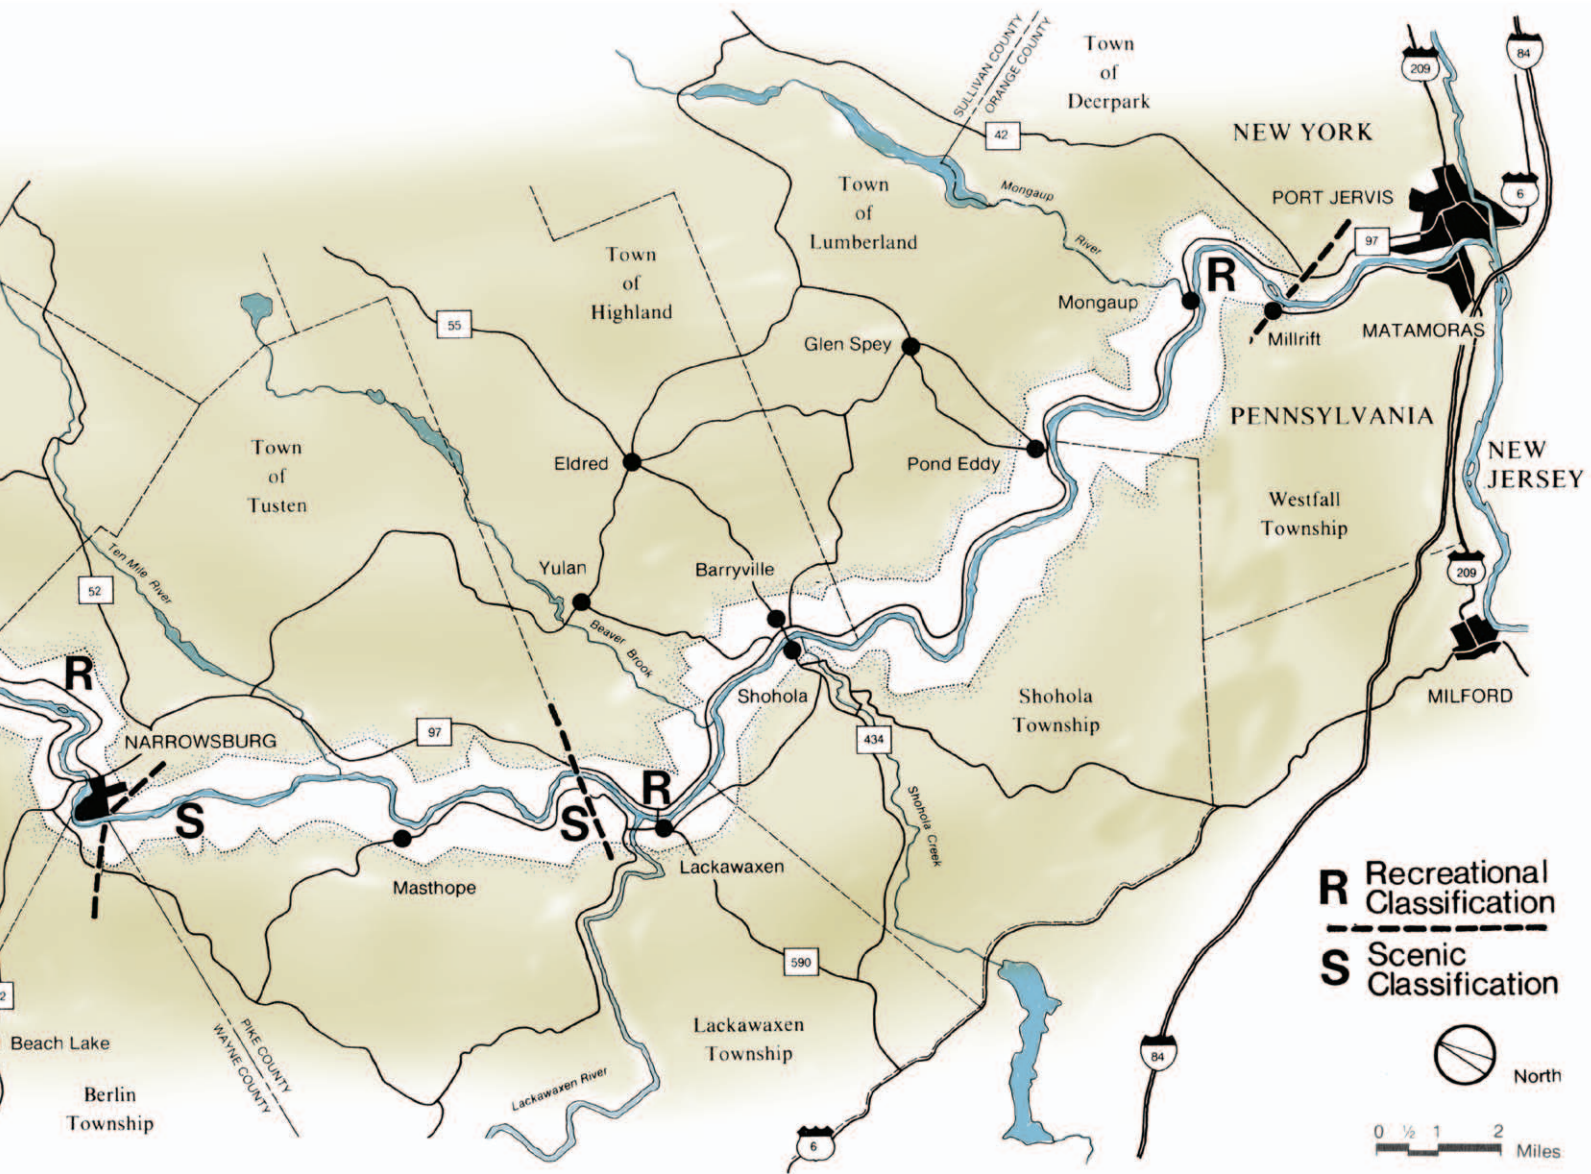 SULLIVAN COUNTY
ORANGE COUNTY
Town
of
Deerpark
209
84
42
NEW YORK
6
PORT JERVIS
97
Town
of
Lumberland
Mongaup
River
Town
of
Highland
R
Mongaup
Millrift
MATAMORAS
55
Glen Spey
PENNSYLVANIA
Town
of
Tusten
Eldred
Pond Eddy
NEW
JERSEY
Westfall
Township
Ten Mile River
52
Yulan
Barryville
209
Beaver
Brook
R
Shohola
Shohola
Township
MILFORD
NARROWSBURG
97
434
S
S
R
Shohola Creek
Masthope
Lackawaxen
R Recreational
Classification
S Scenic
Classification
590
2
Beach Lake
PIKE COUNTY
WAYNE COUNTY
Lackawaxen
Township
84
North
Berlin
Township
Lackawaxen River
6
0 ½ 1 2
Miles